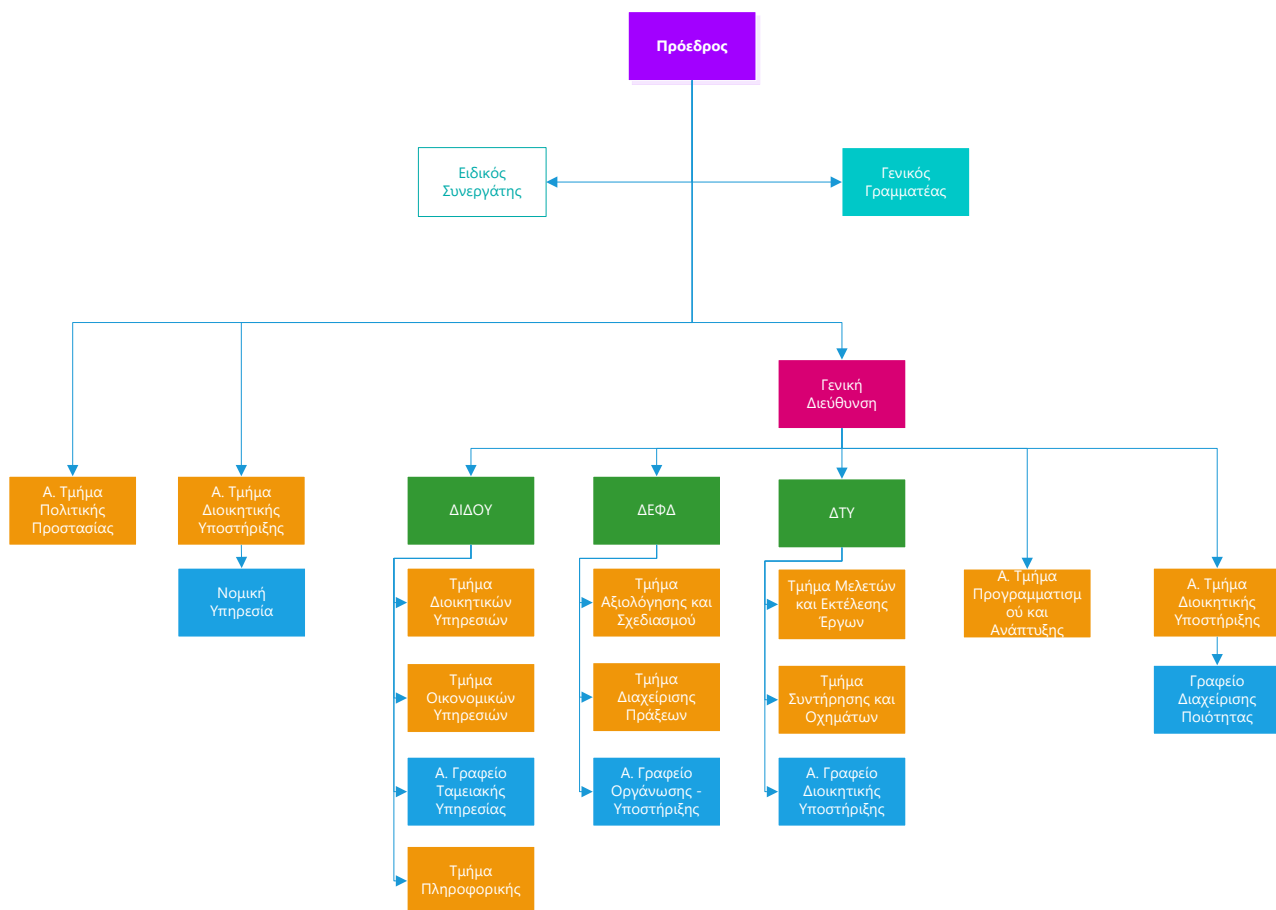 Πρόεδρος
Ειδικός
Συνεργάτης
Γενικός
Γραμματέας
Γενική
Διεύθυνση
Α. Τμήμα
Πολιτικής
Προστασίας
Α. Τμήμα
Διοικητικής
Υποστήριξης
Νομική
Υπηρεσία
ΔΙΔΟΥ
Τμήμα
Διοικητικών
Υπηρεσιών
Τμήμα
Οικονομικών
Υπηρεσιών
Α. Γραφείο
Ταμειακής
Υπηρεσίας
Τμήμα
Πληροφορικής
ΔΕΦΔ
Τμήμα
Αξιολόγησης και
Σχεδιασμού
Τμήμα
Διαχείρισης
Πράξεων
Α. Γραφείο
Οργάνωσης -
Υποστήριξης
ΔΤΥ
Τμήμα Μελετών
και Εκτέλεσης
Έργων
Τμήμα
Συντήρησης και
Οχημάτων
Α. Γραφείο
Διοικητικής
Υποστήριξης
Α. Τμήμα
Προγραμματισμ
ού και
Ανάπτυξης
Α. Τμήμα
Διοικητικής
Υποστήριξης
Γραφείο
Διαχείρισης
Ποιότητας